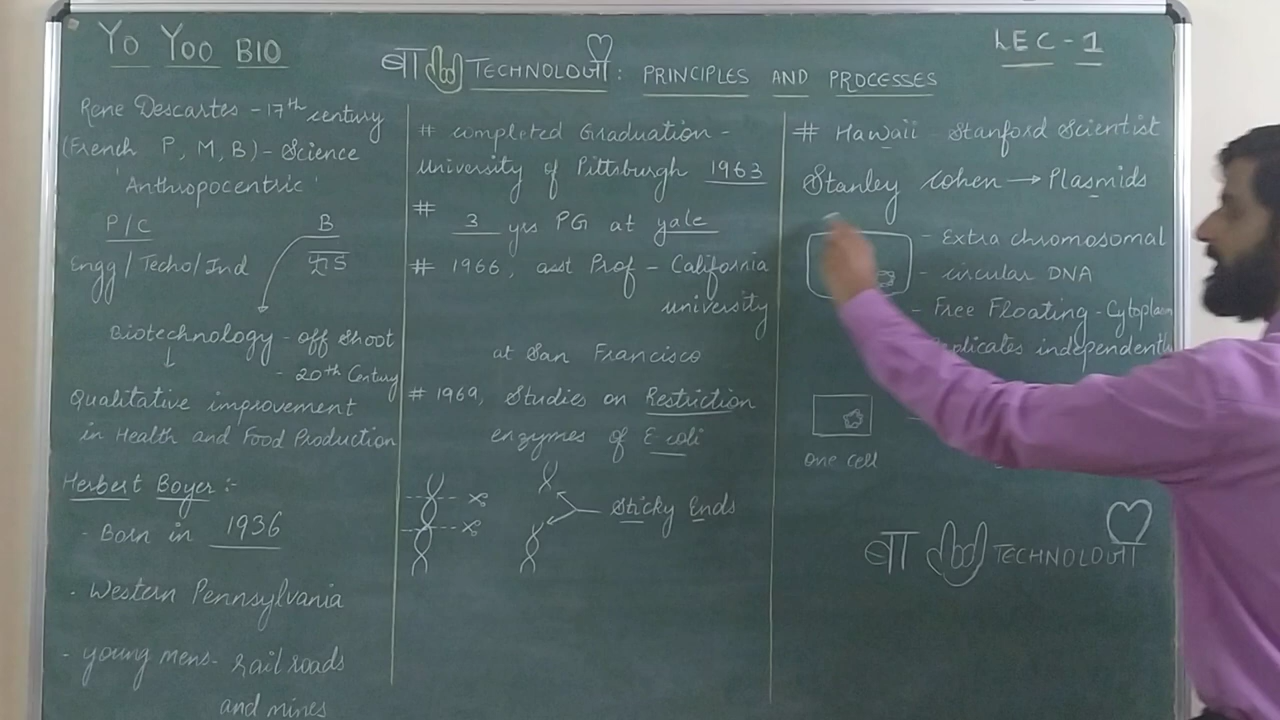 YO YOO BIO
बा TECHNOLOGY : PRINCIPLES AND PROCESSES
LEC-1
Rene Descartes - 17th century
(French P, M, B) - Science
'Anthropocentric'
P/C B
Engg/Techo/Ind
Biotechnology - off shoot
- 20th Century
Qualitative improvement
in Health and Food Production
Herbert Boyer :-
- Born in 1936
. Western Pennsylvania
- young mens - rail roads
and mines
# completed Graduation -
university of Pittsburgh 1963
# 3 yrs PG at yale
# 1966, asst Prof - California
university
at San Francisco
# 1969, Studies on Restriction
enzymes of E coli
Sticky Ends
# Hawaii - Stanford Scientist
Stanley cohen → Plasmids
- Extra chromosomal
- circular DNA
- Free Floating - Cytoplasm
independently
one cell
बा TECHNOLOGY